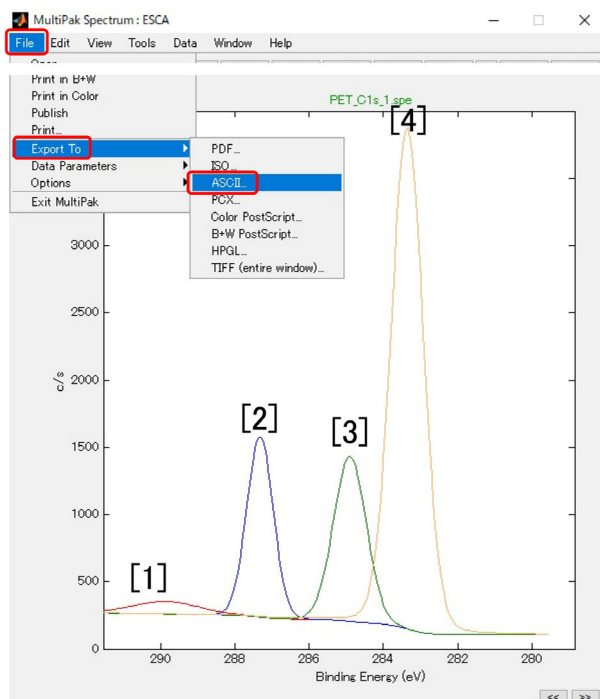 MultiPak Spectrum : ESCA
File Edit View Tools Data Window Help
Print in B+W
Print in Color
Publish
Print...
Export To
Data Parameters
Options
Exit MultiPak
PDF...
ISO...
ASCII...
PCX...
Color PostScript...
B+W PostScript...
HPGL...
TIFF (entire window)...
PET_C1s_1.spe
[4]
[2]
[3]
[1]
3000
2500
2000
1500
1000
500
0
c/s
290 288 286 284 282 280
Binding Energy (eV)
<< >>